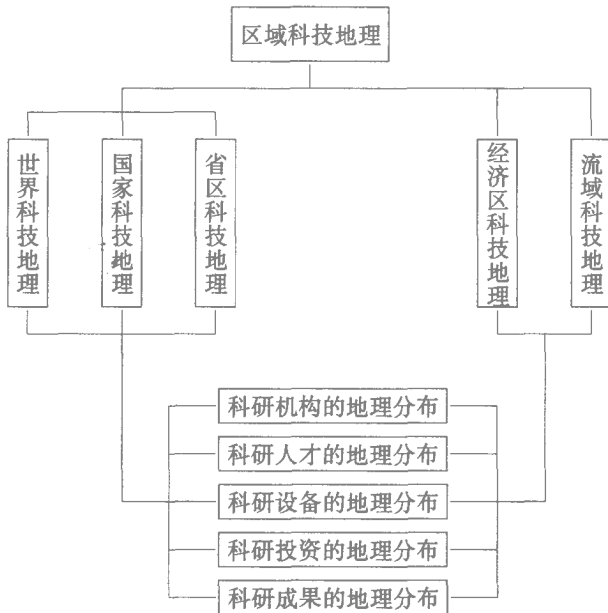 区域科技地理
世界科技地理
国家科技地理
省区科技地理
经济区科技地理
流域科技地理
科研机构的地理分布
科研人才的地理分布
科研设备的地理分布
科研投资的地理分布
科研成果的地理分布